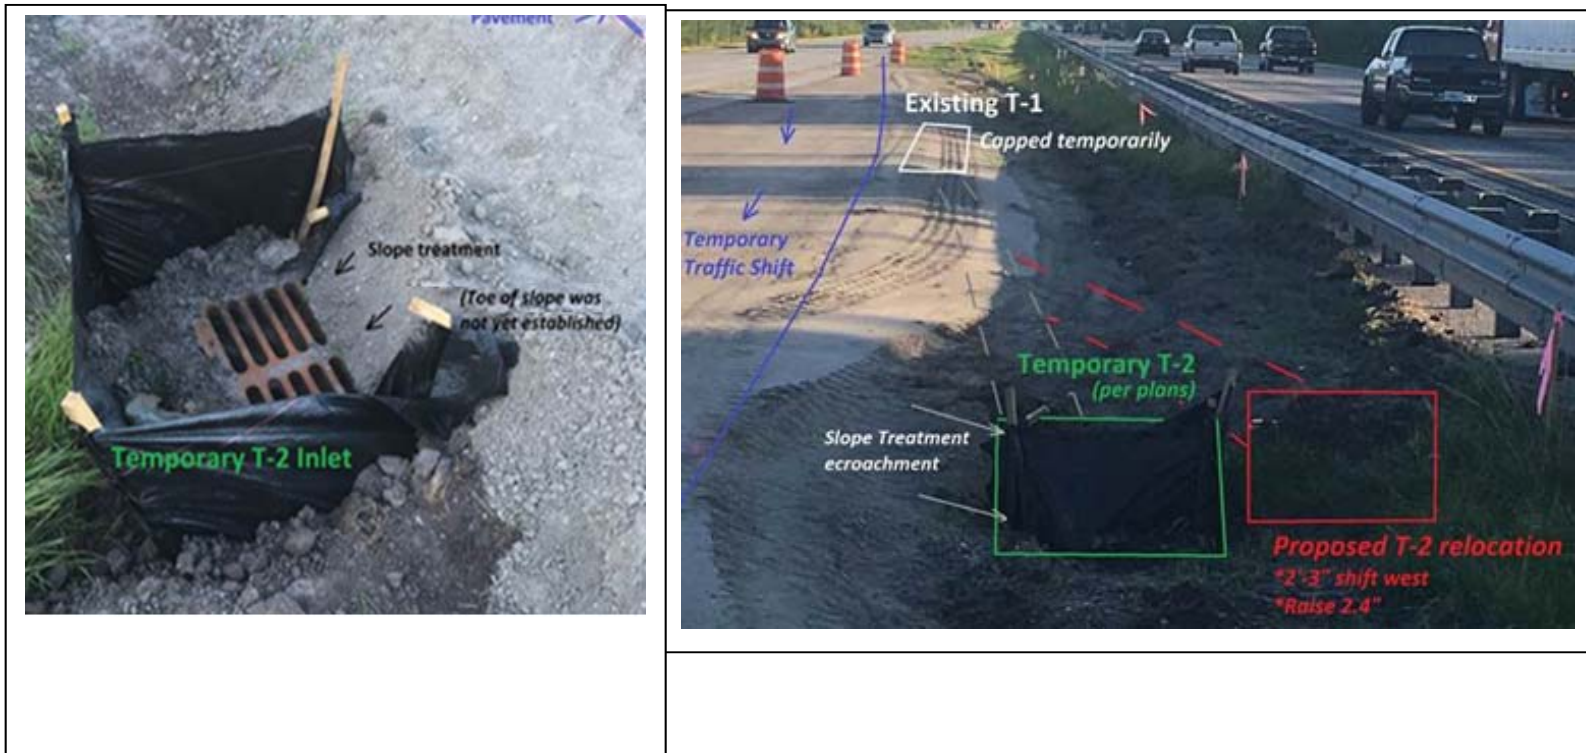 Pavement
Slope treatment
(Toe of slope was
not yet established)
Temporary T-2 Inlet
Existing T-1
Capped temporarily
Temporary
Traffic Shift
Temporary T-2
(per plans)
Slope Treatment
ecroachment
Proposed T-2 relocation
*2'-3" shift west
*Raise 2.4"